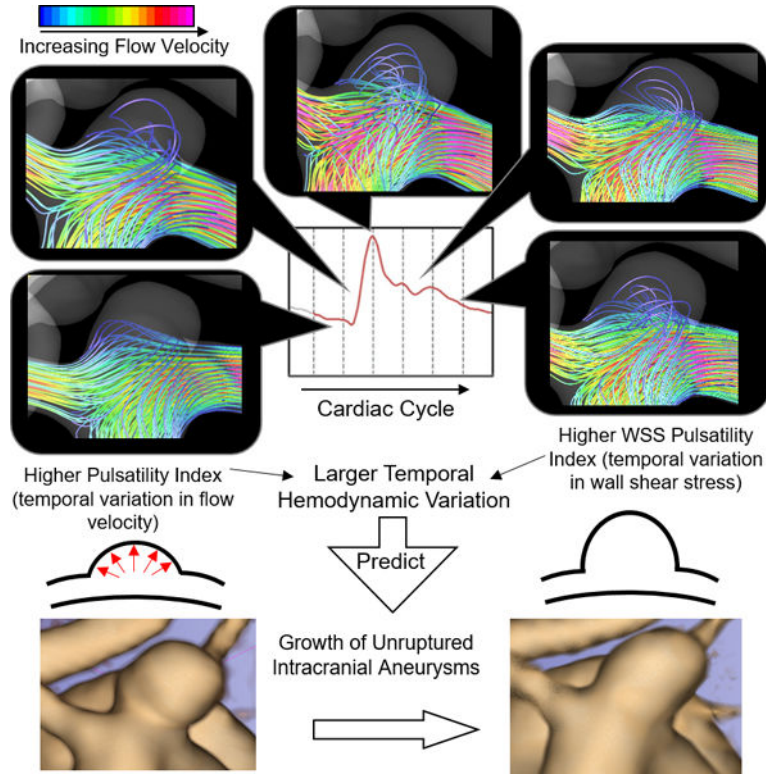 Increasing Flow Velocity
Cardiac Cycle
Higher Pulsatility Index
(temporal variation in flow
velocity)
Larger Temporal
Hemodynamic Variation
Higher WSS Pulsatility
Index (temporal variation
in wall shear stress)
Predict
Growth of Unruptured
Intracranial Aneurysms